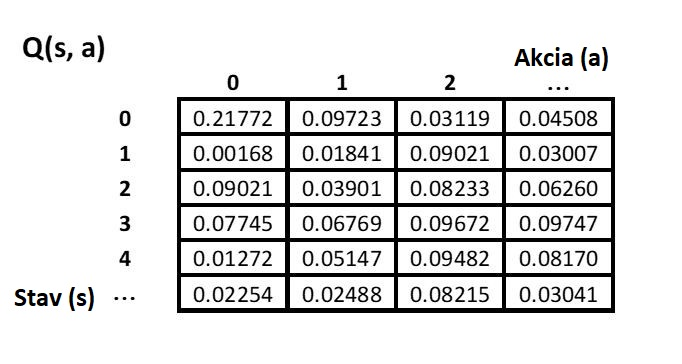 Q(s, a)
Akcia (a)
0 1 2 ...
0 0.21772 0.09723 0.03119 0.04508
1 0.00168 0.01841 0.09021 0.03007
2 0.09021 0.03901 0.08233 0.06260
3 0.07745 0.06769 0.09672 0.09747
4 0.01272 0.05147 0.09482 0.08170
Stav (s) ... 0.02254 0.02488 0.08215 0.03041